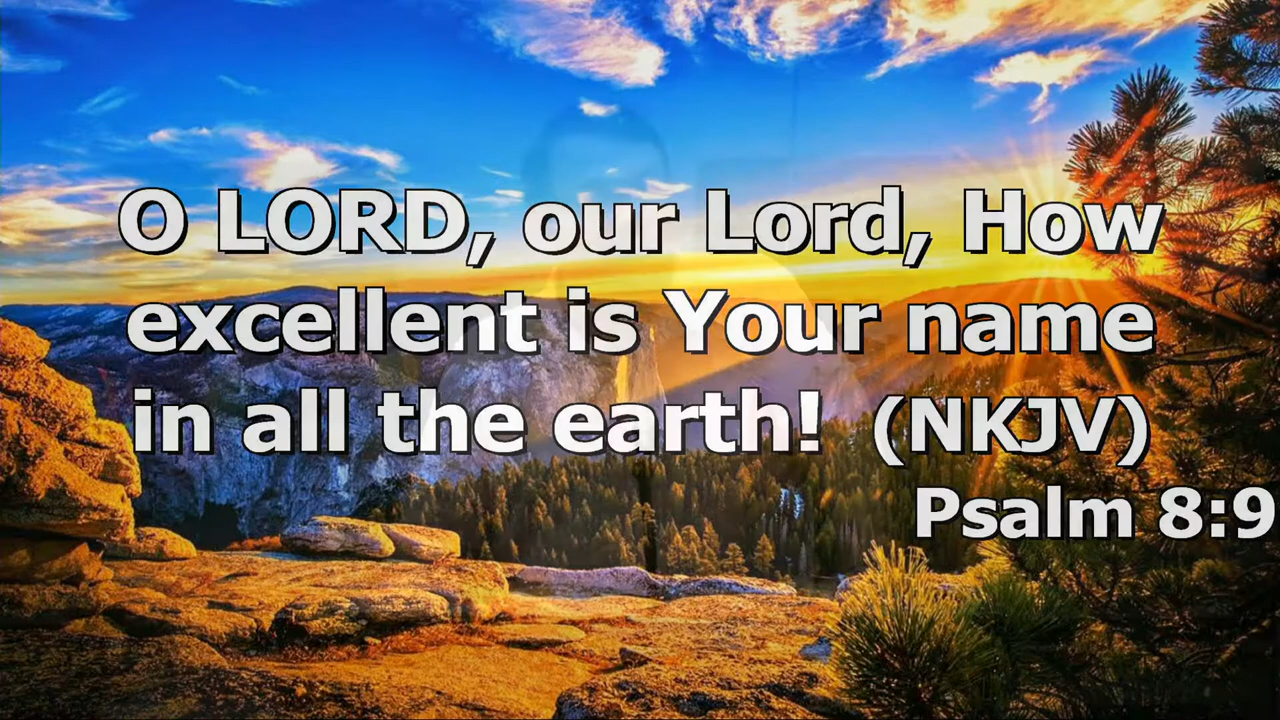 O LORD, our Lord, How
excellent is Your name
in all the earth! (NKJV)
Psalm 8:9